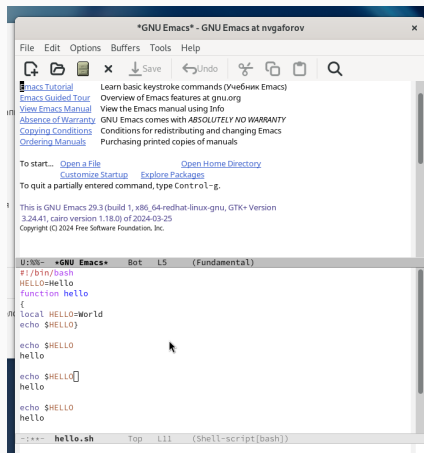 *GNU Emacs* - GNU Emacs at nvgaforov
File Edit Options Buffers Tools Help
Save Undo
Emacs Tutorial Learn basic keystroke commands (Учебник Emacs)
Emacs Guided Tour Overview of Emacs features at gnu.org
View Emacs Manual View the Emacs manual using Info
Absence of Warranty GNU Emacs comes with ABSOLUTELY NO WARRANTY
Copying Conditions Conditions for redistributing and changing Emacs
Ordering Manuals Purchasing printed copies of manuals
To start... Open a File Open Home Directory
Customize Startup Explore Packages
To quit a partially entered command, type Control-g.
This is GNU Emacs 29.3 (build 1, x86_64-redhat-linux-gnu, GTK+ Version
3.24.41, cairo version 1.18.0) of 2024-03-25
Copyright (C) 2024 Free Software Foundation, Inc.
U:%%- *GNU Emacs* Bot L5 (Fundamental)
#!/bin/bash
HELLO=Hello
function hello
{
local HELLO=World
echo $HELLO}
echo $HELLO
hello
echo $HELLO
hello
echo $HELLO
hello
-:**- hello.sh Top L11 (Shell-script[bash])